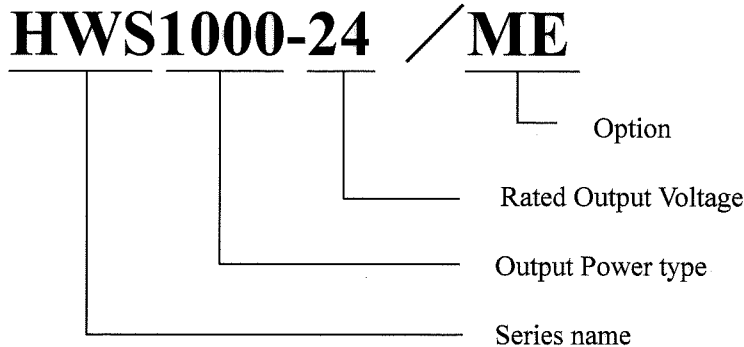 HWS1000-24 / ME
Option
Rated Output Voltage
Output Power type
Series name